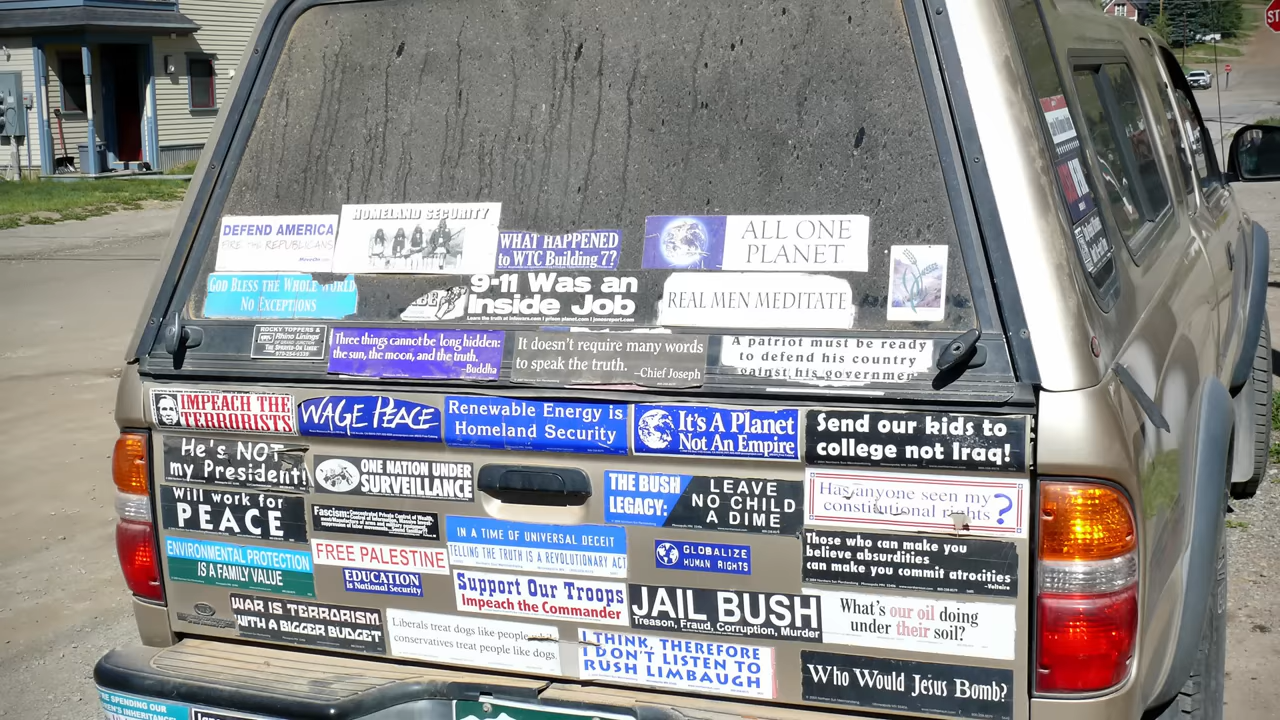 DEFEND AMERICA
FIRE THE REPUBLICANS
HOMELAND SECURITY
WHAT HAPPENED
to WTC Building 7?
ALL ONE
PLANET
GOD BLESS THE WHOLE WORLD
NO EXCEPTIONS
9-11 Was an
Inside Job
REAL MEN MEDITATE
ROCKY TOPPERS &
Rhino Linings
Three things cannot be long hidden:
the sun, the moon, and the truth.
-Buddha
It doesn't require many words
to speak the truth. -Chief Joseph
A patriot must be ready
to defend his country
against his government
IMPEACH THE
TERRORISTS
WAGE PEACE
Renewable Energy is
Homeland Security
It's A Planet
Not An Empire
Send our kids to
college not Iraq!
He's NOT
my President!
ONE NATION UNDER
SURVEILLANCE
THE BUSH
LEGACY:
LEAVE
NO CHILD
A DIME
Has anyone seen my
constitutional rights?
Will work for
PEACE
Fascism:
IN A TIME OF UNIVERSAL DECEIT
TELLING THE TRUTH IS A REVOLUTIONARY ACT
GLOBALIZE
HUMAN RIGHTS
Those who can make you
believe absurdities
can make you commit atrocities
-Voltaire
ENVIRONMENTAL PROTECTION
IS A FAMILY VALUE
FREE PALESTINE
EDUCATION
is National Security
Support Our Troops
Impeach the Commander
JAIL BUSH
Treason, Fraud, Corruption, Murder
What's our oil doing
under their soil?
WAR IS TERRORISM
WITH A BIGGER BUDGET
Liberals treat dogs like people
conservatives treat people like dogs.
I THINK, THEREFORE
I DON'T LISTEN TO
RUSH LIMBAUGH
Who Would Jesus Bomb?
SPENDING OUR
INHERITANCE!
ST